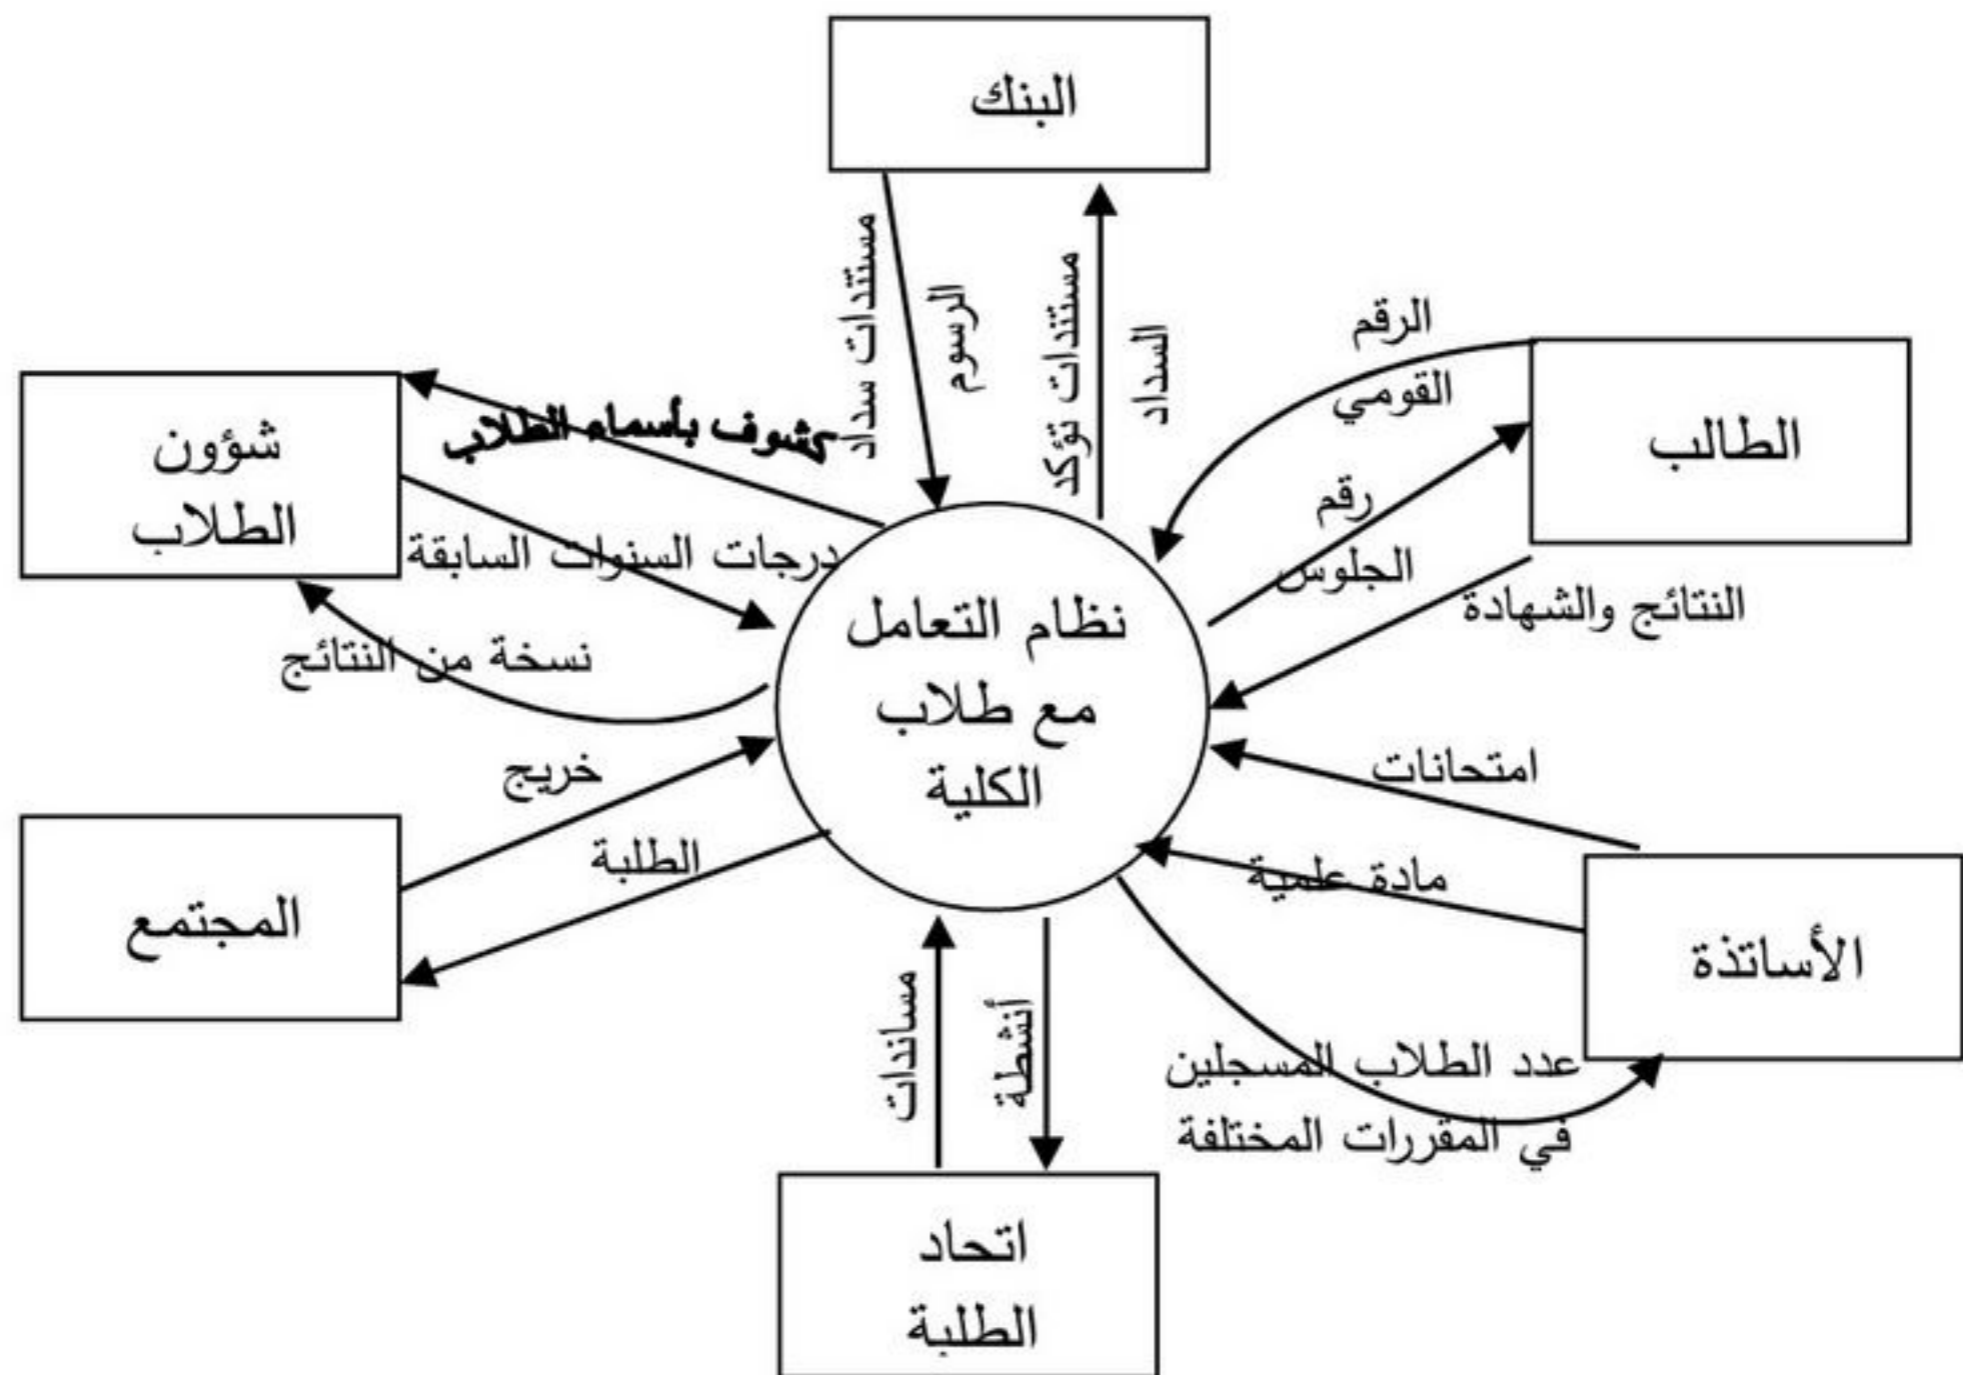 البنك
مستندات سداد
الرسوم
مستندات تؤكد
السداد
الرقم
القومي
الطالب
رقم
الجلوس
النتائج والشهادة
شؤون
الطلاب
كشوف بأسماء الطلاب
درجات السنوات السابقة
نسخة من النتائج
نظام التعامل
مع طلاب
الكلية
خريج
الطلبة
المجتمع
امتحانات
مادة علمية
الأساتذة
عدد الطلاب المسجلين
في المقررات المختلفة
مساندات
أنشطة
اتحاد
الطلبة